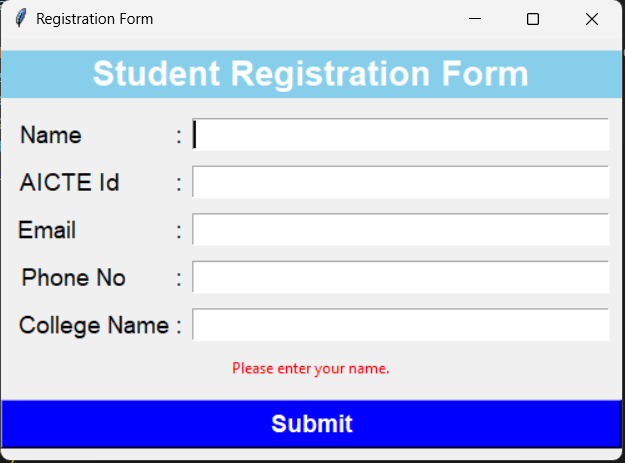 Registration Form
Student Registration Form
Name :
AICTE Id :
Email :
Phone No :
College Name :
Please enter your name.
Submit